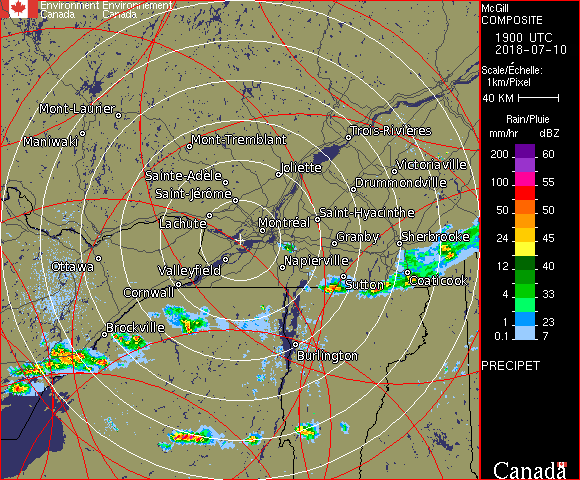 Environment Environnement
Canada Canada
Mont-Laurier
Maniwaki
Mont-Tremblant
Trois-Rivières
Sainte-Adèle
Joliette
Victoriaville
Saint-Jérôme
Drummondville
Lachute
Montréal
Saint-Hyacinthe
Granby
Sherbrooke
Ottawa
Valleyfield
Napierville
Cornwall
Sutton
Coaticook
Brockville
Burlington
McGill
COMPOSITE
1900 UTC
2018-07-10
Scale/Échelle:
1km/Pixel
40 KM
Rain/Pluie
mm/hr dBZ
200 60
100 55
50 50
24 45
12 40
4 33
1 23
0.1 7
PRECIPET
Canada